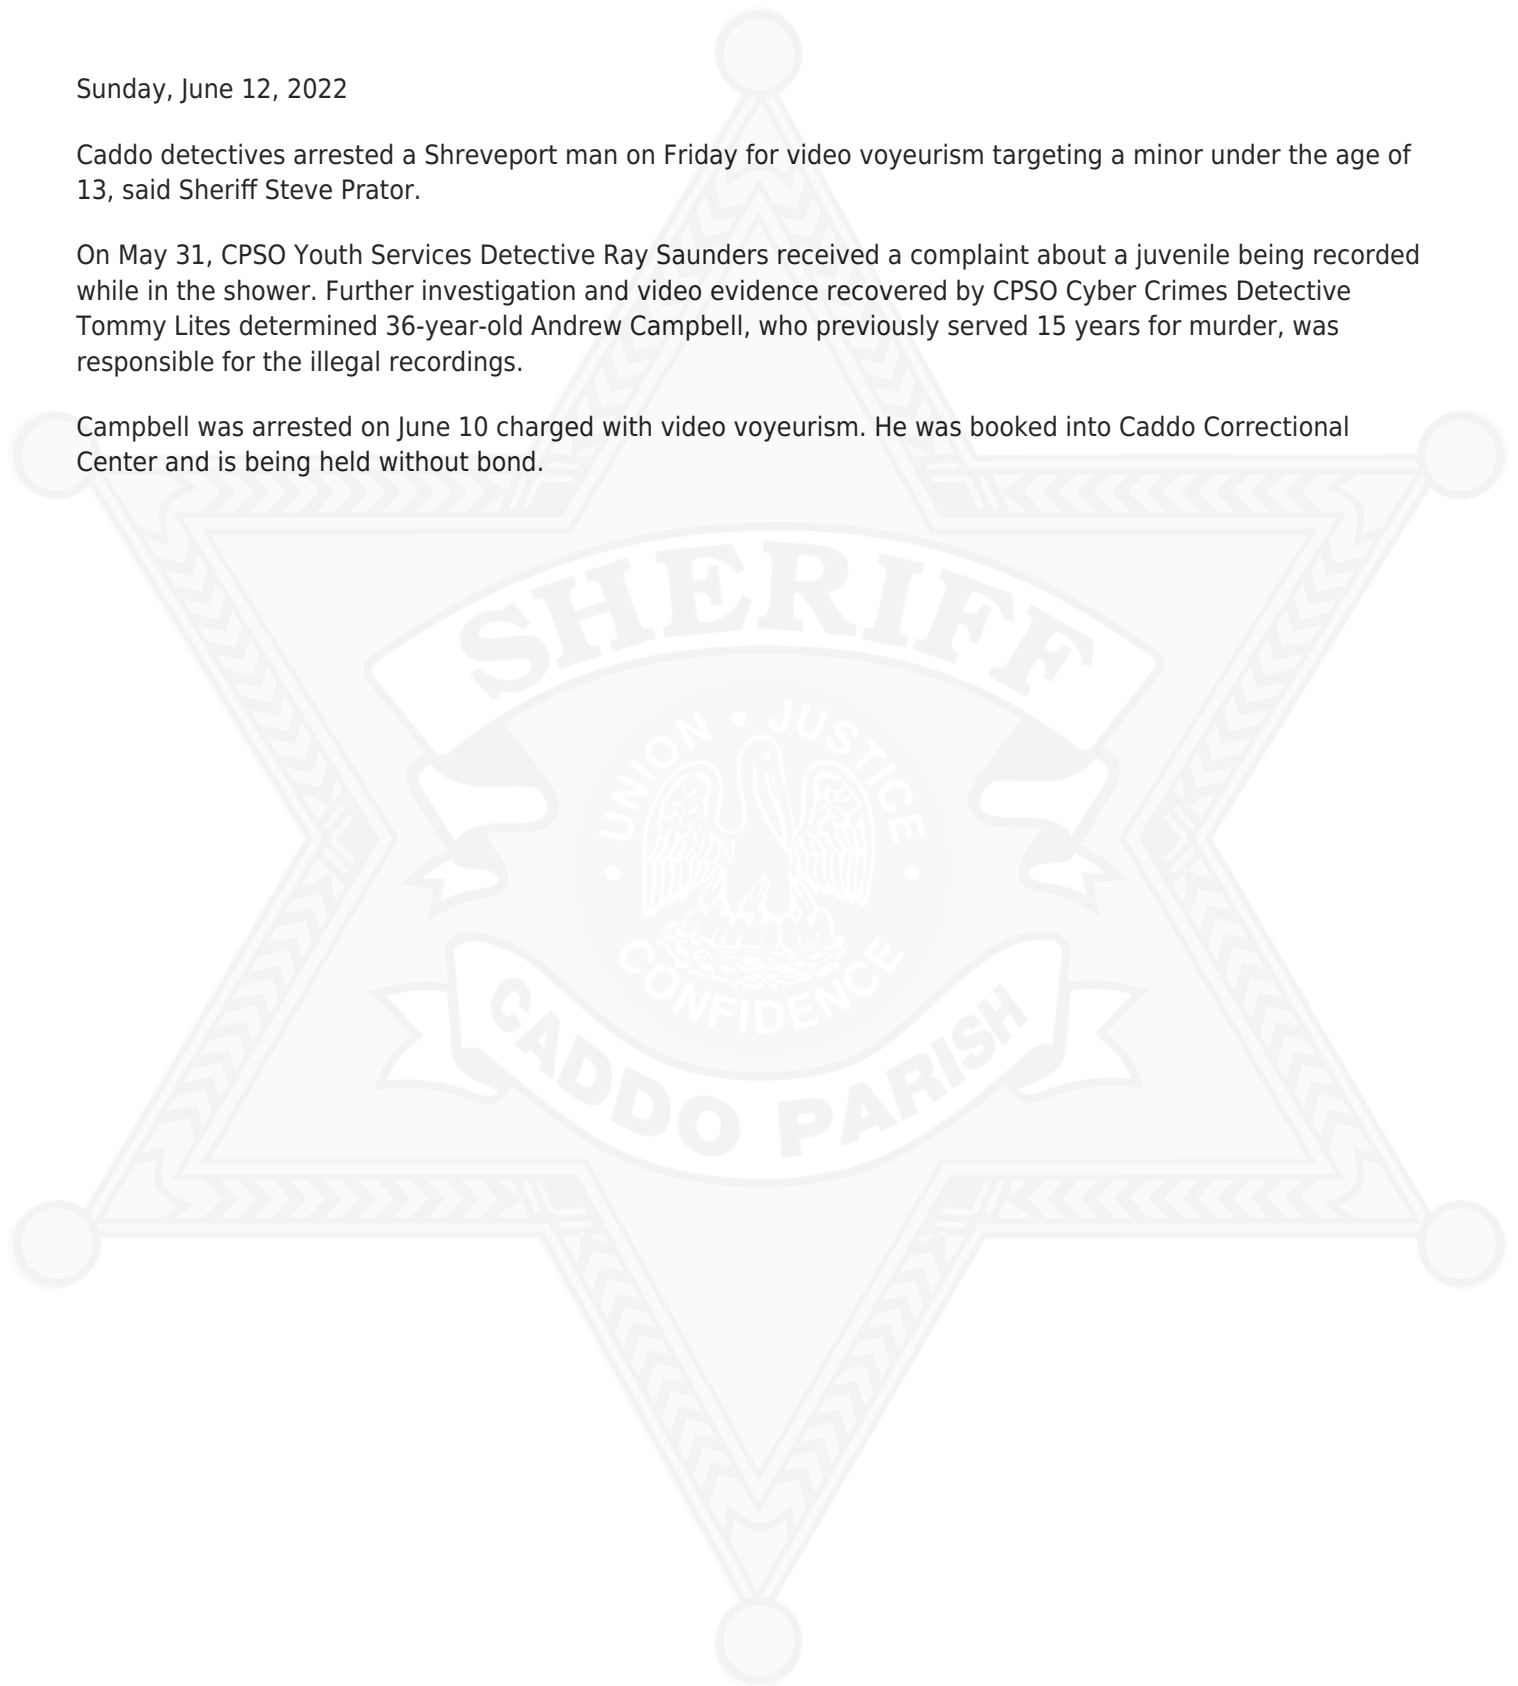 Sunday, June 12, 2022
Caddo detectives arrested a Shreveport man on Friday for video voyeurism targeting a minor under the age of
13, said Sheriff Steve Prator.
On May 31, CPSO Youth Services Detective Ray Saunders received a complaint about a juvenile being recorded
while in the shower. Further investigation and video evidence recovered by CPSO Cyber Crimes Detective
Tommy Lites determined 36-year-old Andrew Campbell, who previously served 15 years for murder, was
responsible for the illegal recordings.
Campbell was arrested on June 10 charged with video voyeurism. He was booked into Caddo Correctional
Center and is being held without bond.
SHERIFF
UNION • JUSTICE
• CONFIDENCE •
CADDO PARISH